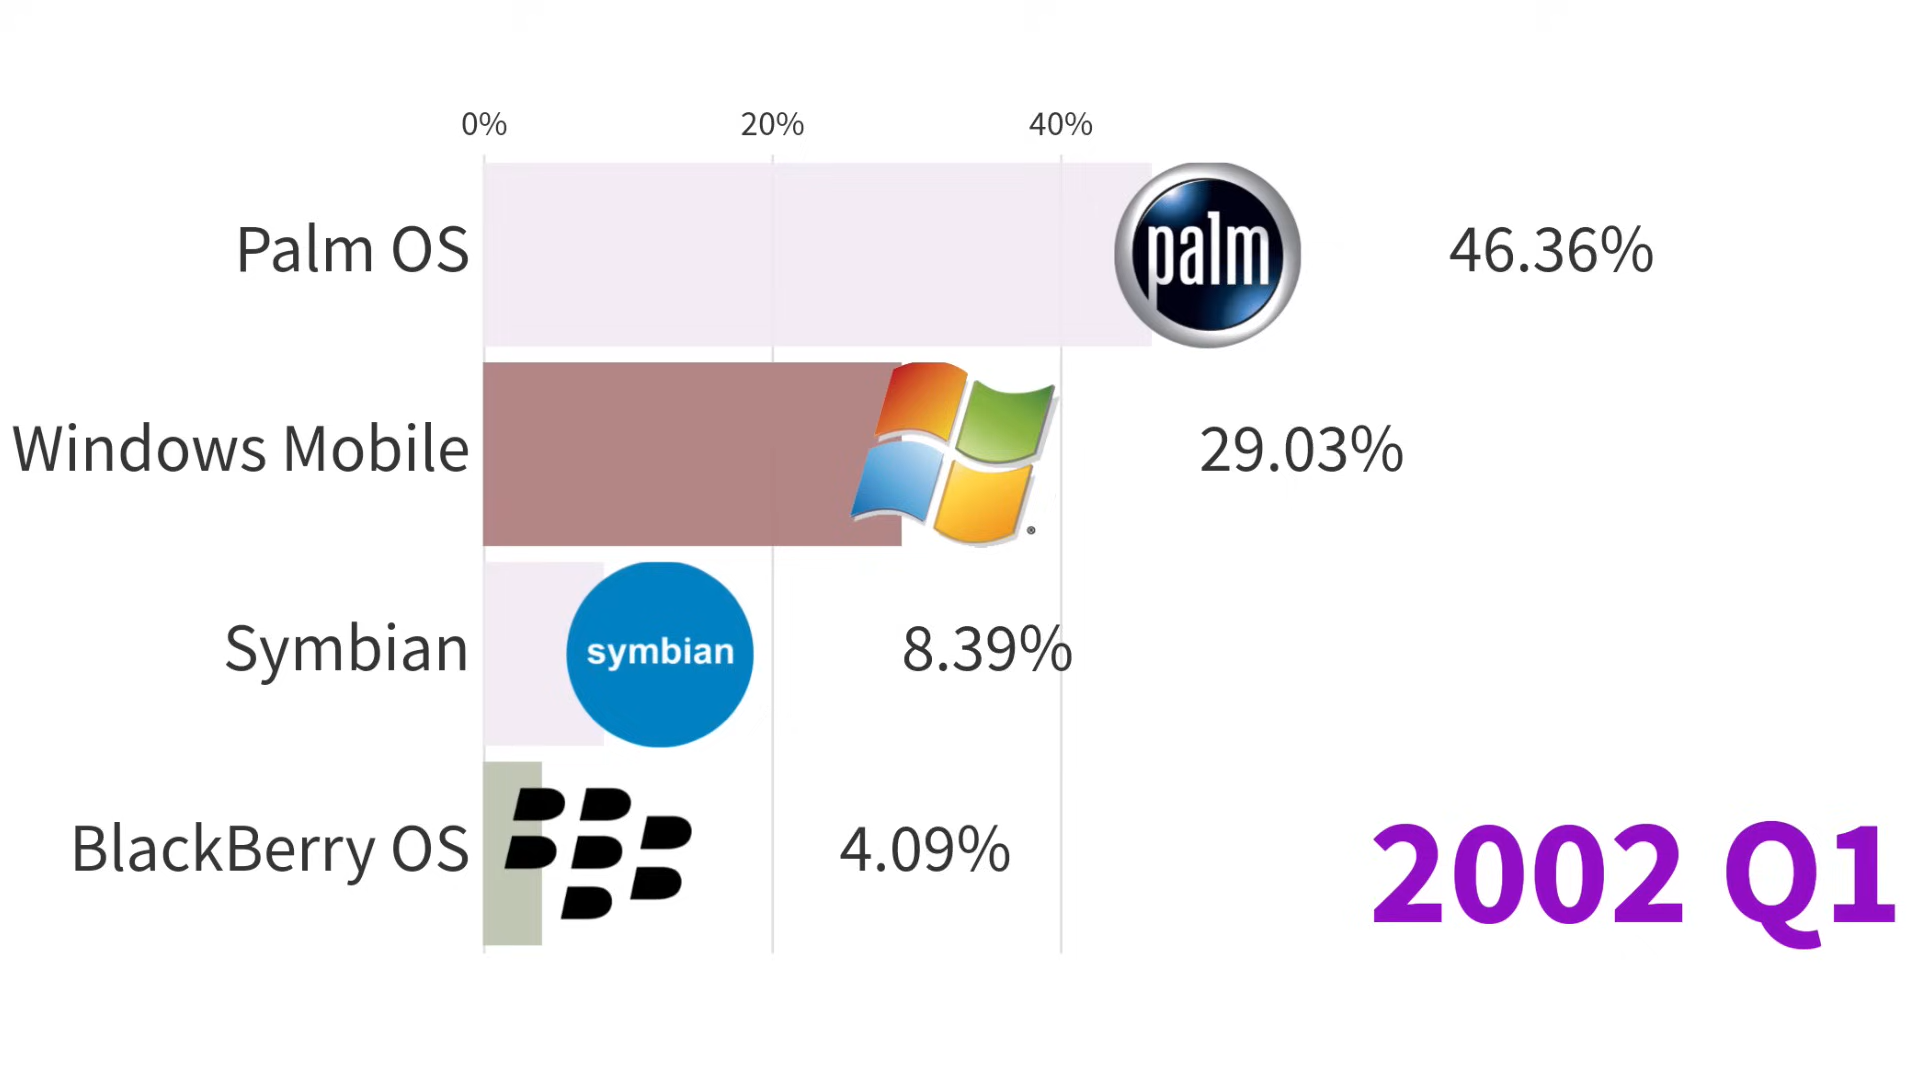 0% 20% 40%
Palm OS palm 46.36%
Windows Mobile ® 29.03%
Symbian symbian 8.39%
BlackBerry OS 4.09%
2002 Q1